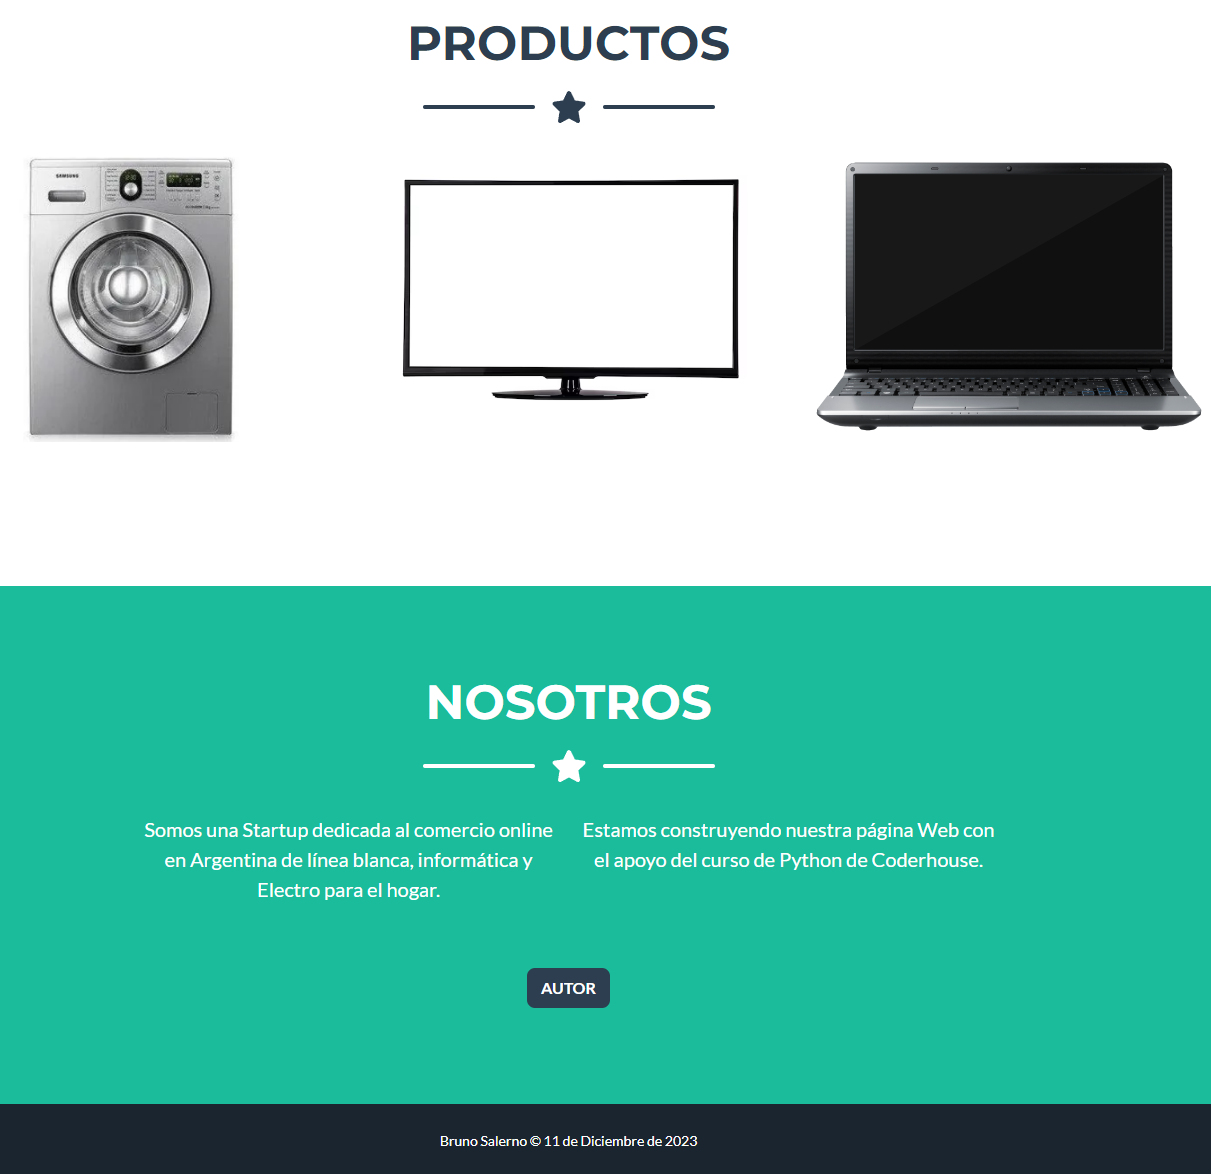 PRODUCTOS
SAMSUNG
NOSOTROS
Somos una Startup dedicada al comercio online
en Argentina de línea blanca, informática y
Electro para el hogar.
Estamos construyendo nuestra página Web con
el apoyo del curso de Python de Coderhouse.
AUTOR
Bruno Salerno © 11 de Diciembre de 2023